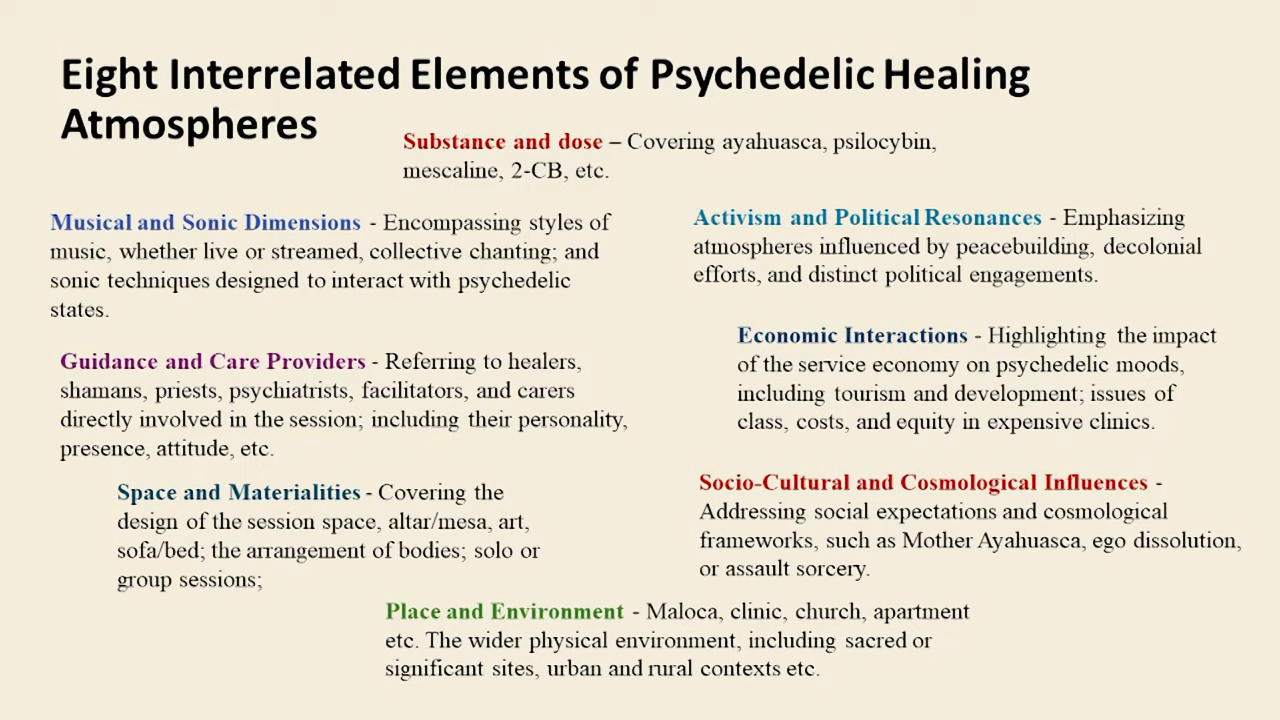 Eight Interrelated Elements of Psychedelic Healing
Atmospheres
Substance and dose – Covering ayahuasca, psilocybin,
mescaline, 2-CB, etc.
Musical and Sonic Dimensions - Encompassing styles of
music, whether live or streamed, collective chanting; and
sonic techniques designed to interact with psychedelic
states.
Activism and Political Resonances - Emphasizing
atmospheres influenced by peacebuilding, decolonial
efforts, and distinct political engagements.
Guidance and Care Providers - Referring to healers,
shamans, priests, psychiatrists, facilitators, and carers
directly involved in the session; including their personality,
presence, attitude, etc.
Economic Interactions - Highlighting the impact
of the service economy on psychedelic moods,
including tourism and development; issues of
class, costs, and equity in expensive clinics.
Space and Materialities - Covering the
design of the session space, altar/mesa, art,
sofa/bed; the arrangement of bodies; solo or
group sessions;
Socio-Cultural and Cosmological Influences -
Addressing social expectations and cosmological
frameworks, such as Mother Ayahuasca, ego dissolution,
or assault sorcery.
Place and Environment - Maloca, clinic, church, apartment
etc. The wider physical environment, including sacred or
significant sites, urban and rural contexts etc.